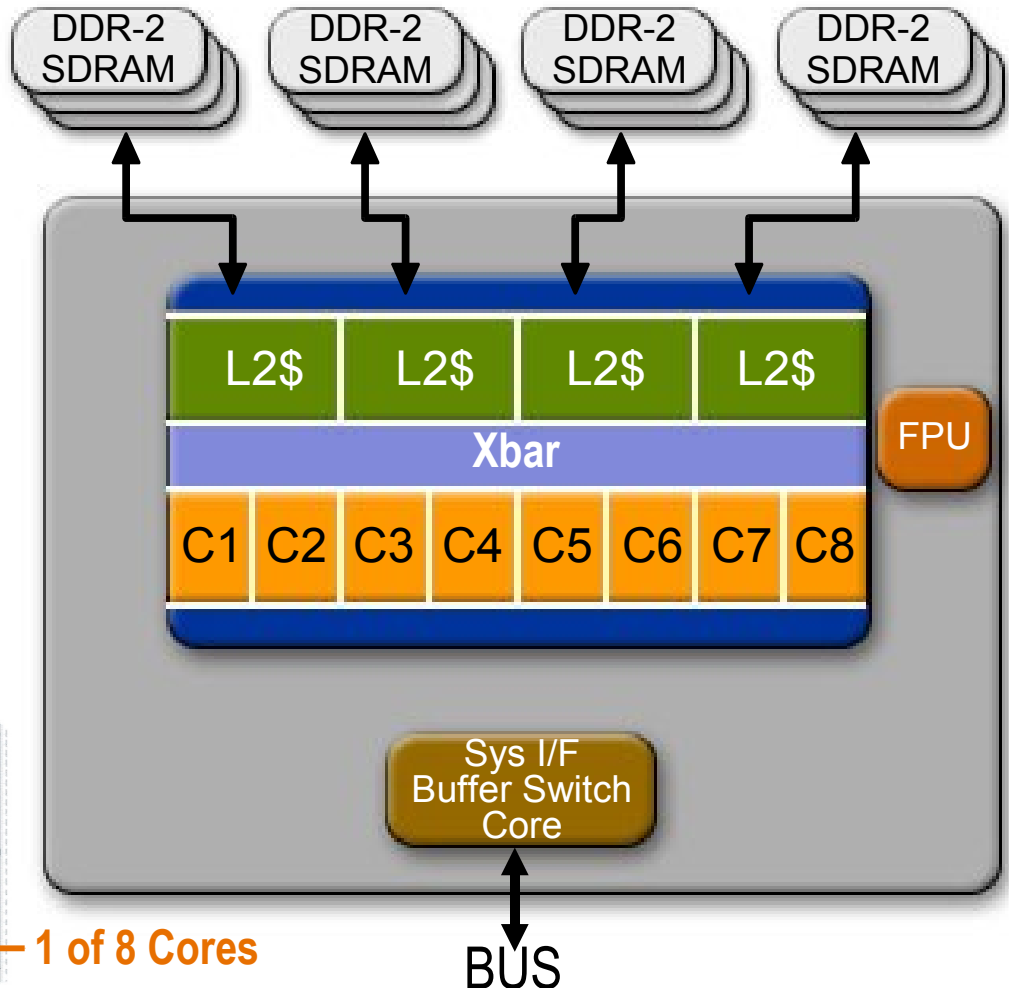 DDR-2
SDRAM
DDR-2
SDRAM
DDR-2
SDRAM
DDR-2
SDRAM
L2$ L2$ L2$ L2$
FPU
Xbar
C1 C2 C3 C4 C5 C6 C7 C8
Sys I/F
Buffer Switch
Core
1 of 8 Cores
BUS